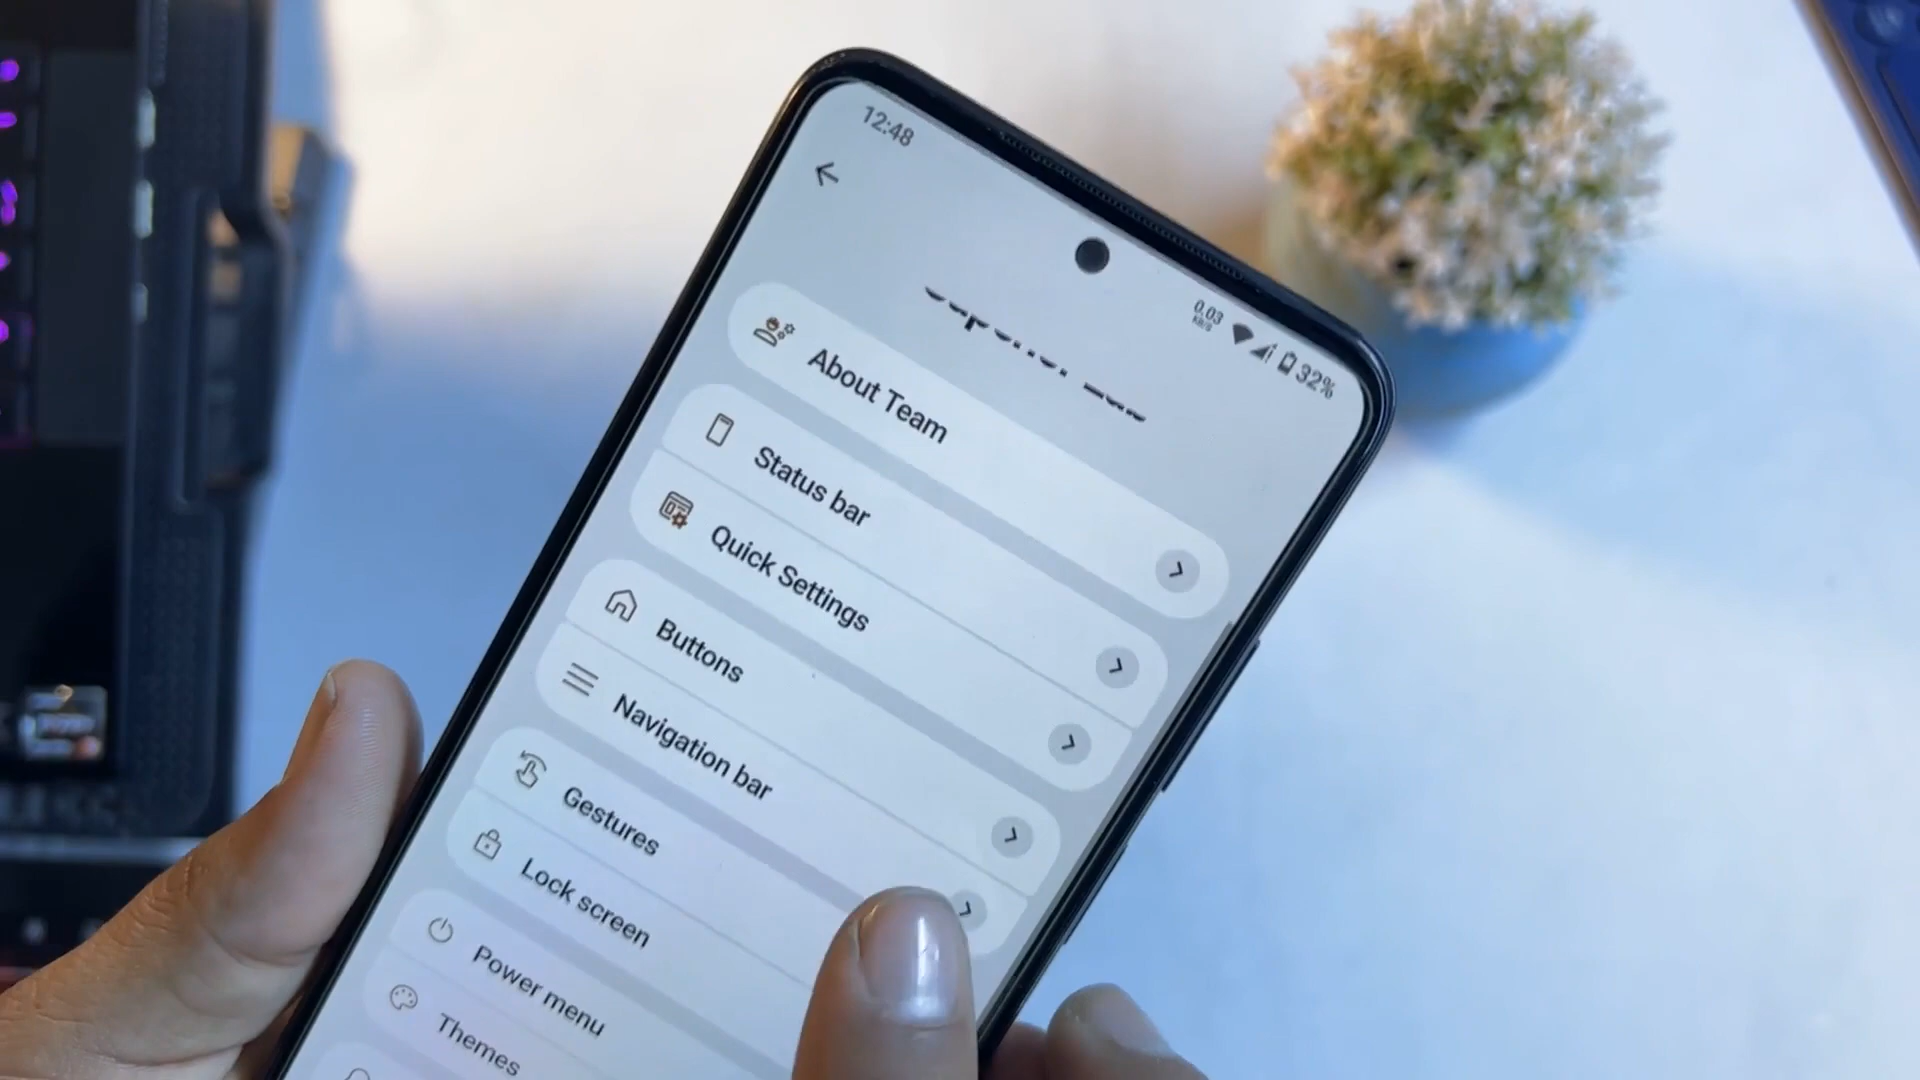 12:48
0.03
KB/S
32%
About Team
Status bar
Quick Settings
Buttons
Navigation bar
Gestures
Lock screen
Power menu
Themes